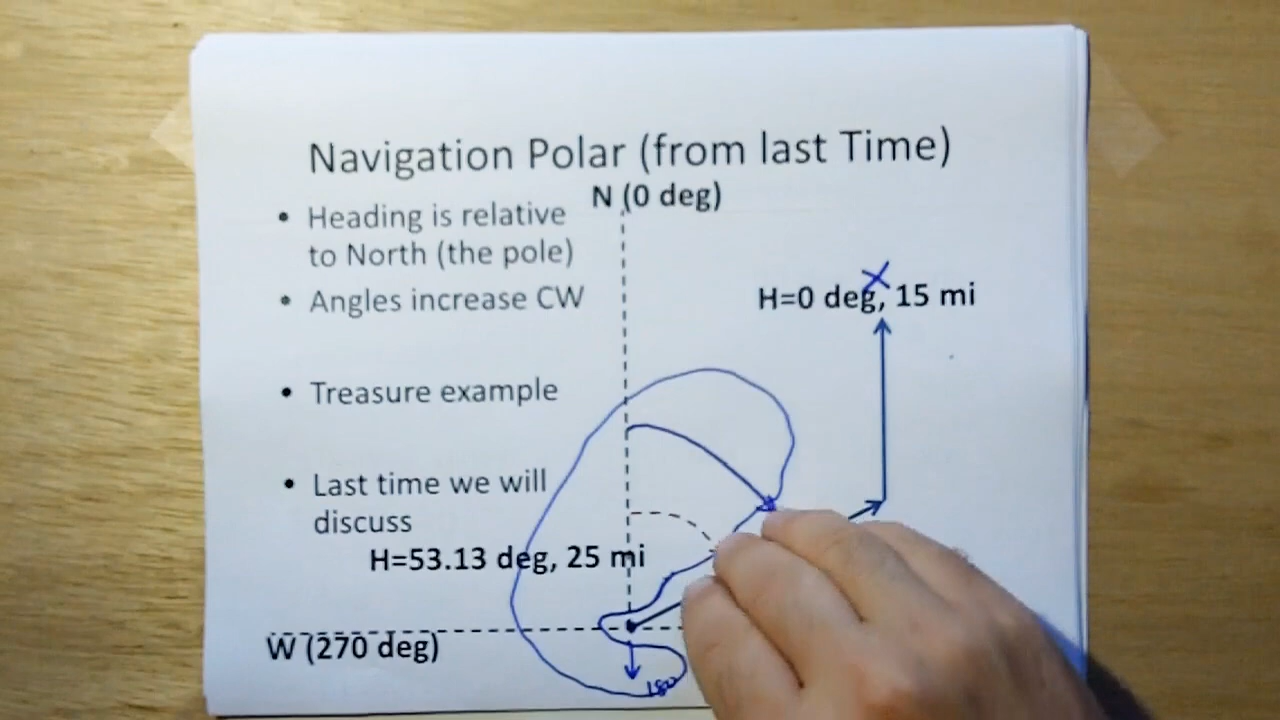 Navigation Polar (from last Time)
N (0 deg)
• Heading is relative
to North (the pole)
• Angles increase CW
H=0 deg, 15 mi
• Treasure example
• Last time we will
discuss
H=53.13 deg, 25 mi
W (270 deg)
180